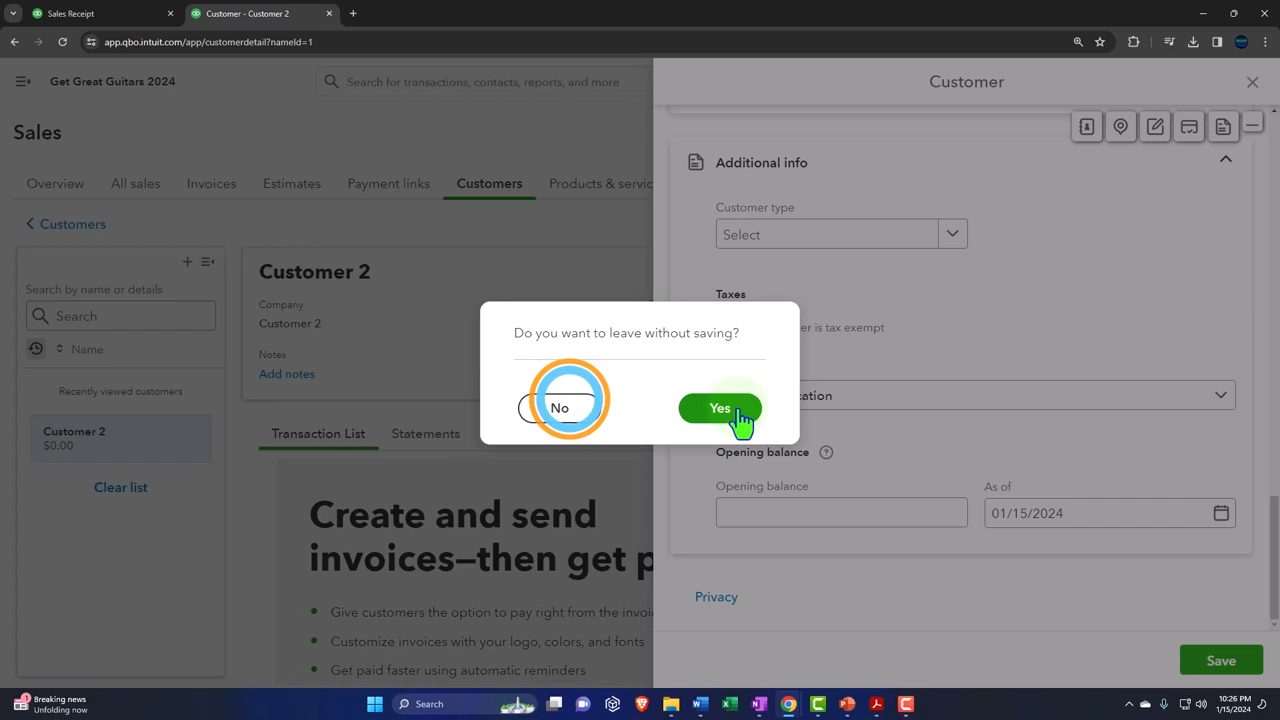 Sales Receipt
Customer - Customer 2
app.qbo.intuit.com/app/customerdetail?nameId=1
Get Great Guitars 2024
Search for transactions, contacts, reports, and more
Customer
Sales
Overview
All sales
Invoices
Estimates
Payment links
Customers
Products & servic
Customers
Search by name or details
Search
Name
Recently viewed customers
Customer 2
$0.00
Clear list
Customer 2
Company
Customer 2
Notes
Add notes
Transaction List
Statements
Create and send
invoices—then get p
Give customers the option to pay right from the invoi
Customize invoices with your logo, colors, and fonts
Get paid faster using automatic reminders
Additional info
Customer type
Select
Taxes
er is tax exempt
cation
Opening balance
Opening balance
As of
01/15/2024
Privacy
Save
Do you want to leave without saving?
No
Yes
1
Breaking news
Unfolding now
Search
10:26 PM
1/15/2024